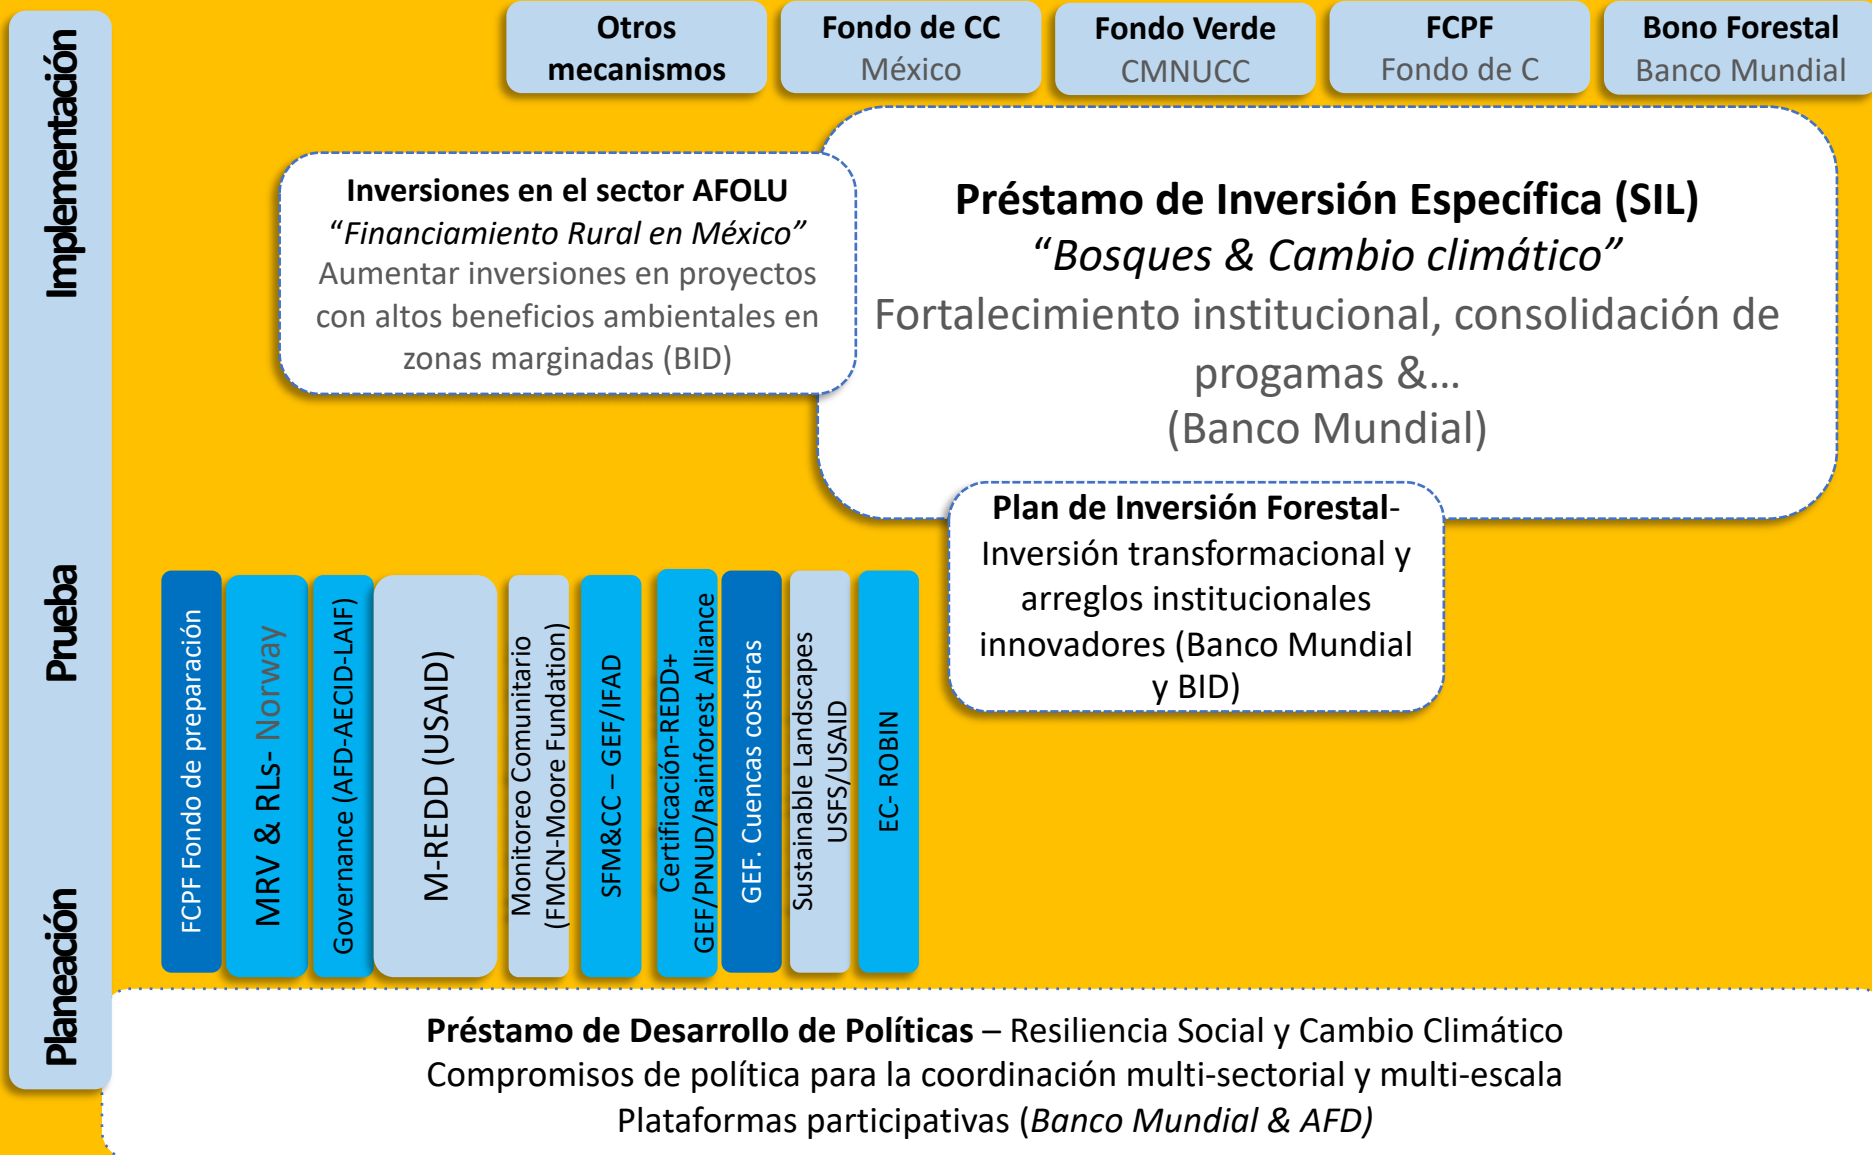 Otros
mecanismos
Fondo de CC
México
Fondo Verde
CMNUCC
FCPF
Fondo de C
Bono Forestal
Banco Mundial
Implementación
Prueba
Planeación
Inversiones en el sector AFOLU
“Financiamiento Rural en México”
Aumentar inversiones en proyectos
con altos beneficios ambientales en
zonas marginadas (BID)
Préstamo de Inversión Específica (SIL)
“Bosques & Cambio climático”
Fortalecimiento institucional, consolidación de
progamas &...
(Banco Mundial)
Plan de Inversión Forestal-
Inversión transformacional y
arreglos institucionales
innovadores (Banco Mundial
y BID)
FCPF Fondo de preparación
MRV & RLs- Norway
Governance (AFD-AECID-LAIF)
M-REDD (USAID)
Monitoreo Comunitario
(FMCN-Moore Fundation)
SFM&CC – GEF/IFAD
Certificación-REDD+
GEF/PNUD/Rainforest Alliance
GEF. Cuencas costeras
Sustainable Landscapes
USFS/USAID
EC- ROBIN
Préstamo de Desarrollo de Políticas – Resiliencia Social y Cambio Climático
Compromisos de política para la coordinación multi-sectorial y multi-escala
Plataformas participativas (Banco Mundial & AFD)